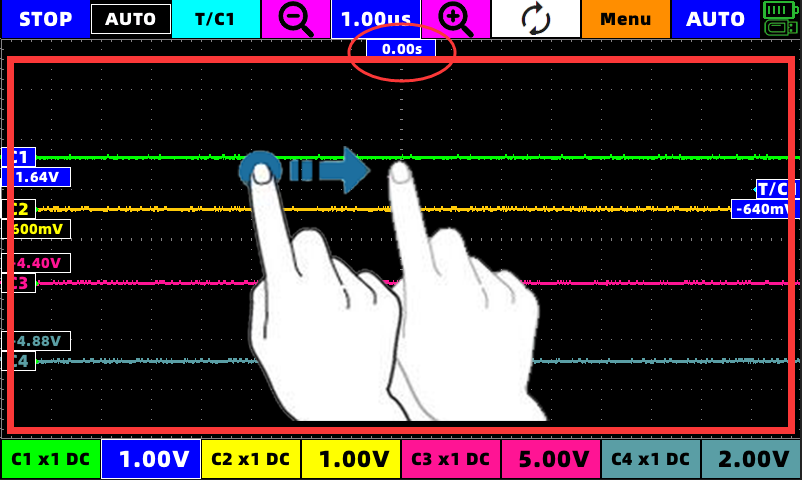 STOP AUTO T/C1 1.00us Menu AUTO
0.00s
C1
1.64V
T/C1
C2
-640mV
600mV
-4.40V
C3
-4.88V
C4
C1 x1 DC 1.00V C2 x1 DC 1.00V C3 x1 DC 5.00V C4 x1 DC 2.00V